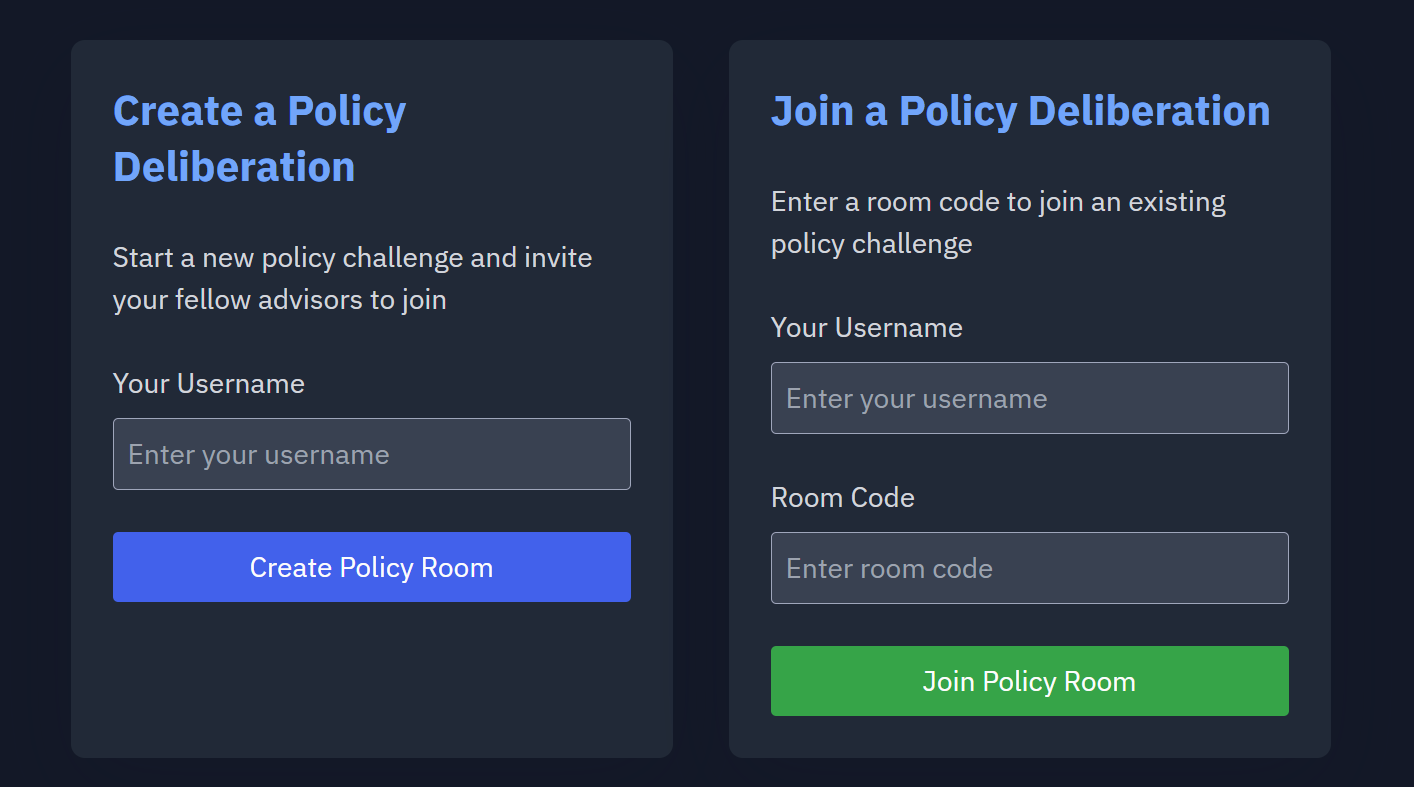 Create a Policy
Deliberation
Start a new policy challenge and invite
your fellow advisors to join
Your Username
Enter your username
Create Policy Room
Join a Policy Deliberation
Enter a room code to join an existing
policy challenge
Your Username
Enter your username
Room Code
Enter room code
Join Policy Room